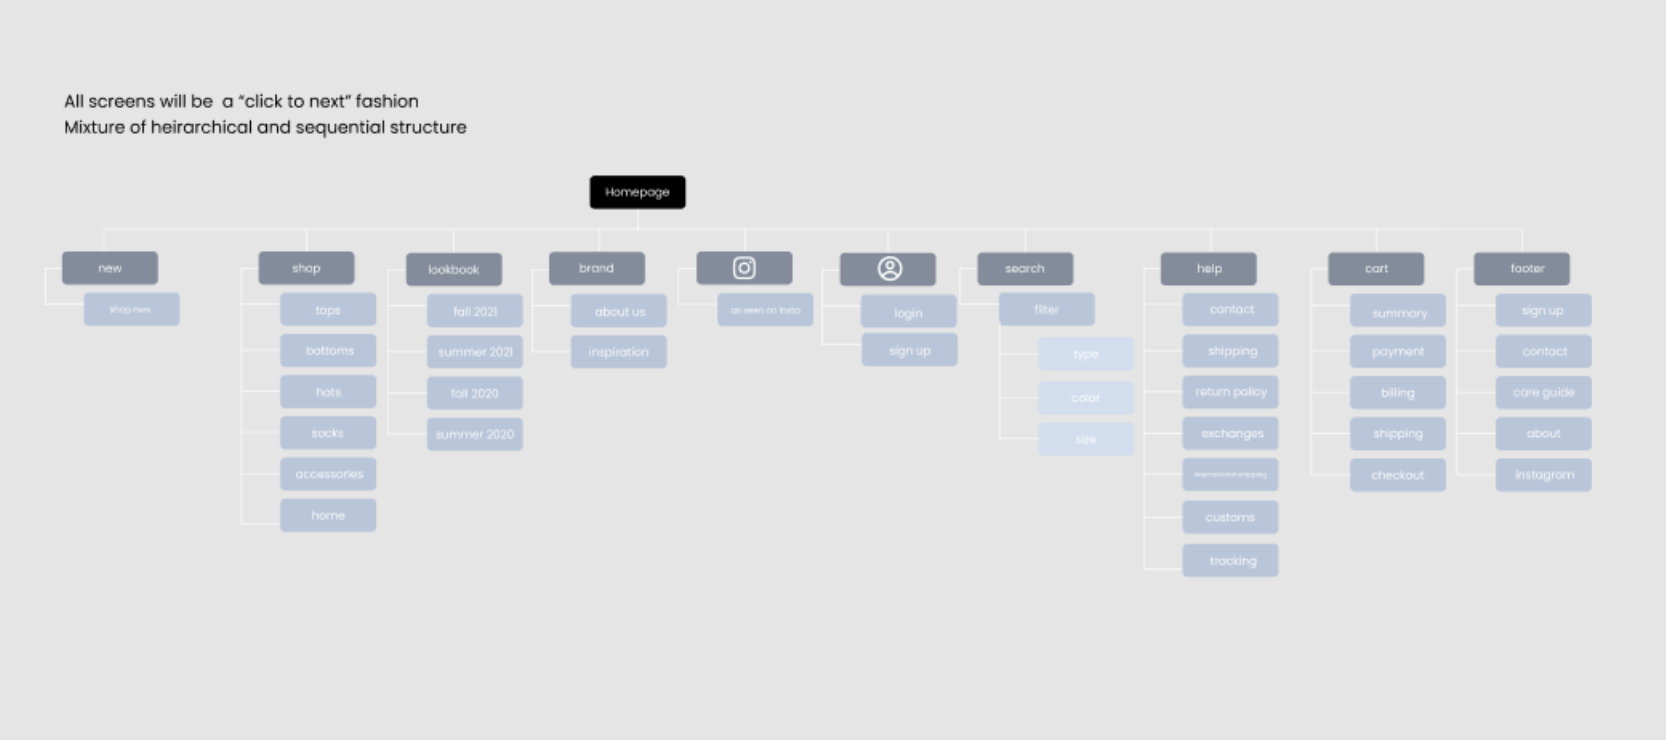 All screens will be a “click to next” fashion
Mixture of heirarchical and sequential structure
Homepage
new
shop new
shop
tops
bottoms
hats
socks
accessories
home
lookbook
fall 2021
summer 2021
fall 2020
summer 2020
brand
about us
inspiration
as seen on insta
login
sign up
search
filter
type
color
size
help
contact
shipping
return policy
exchanges
international shipping
customs
tracking
cart
summary
payment
billing
shipping
checkout
footer
sign up
contact
care guide
about
instagram